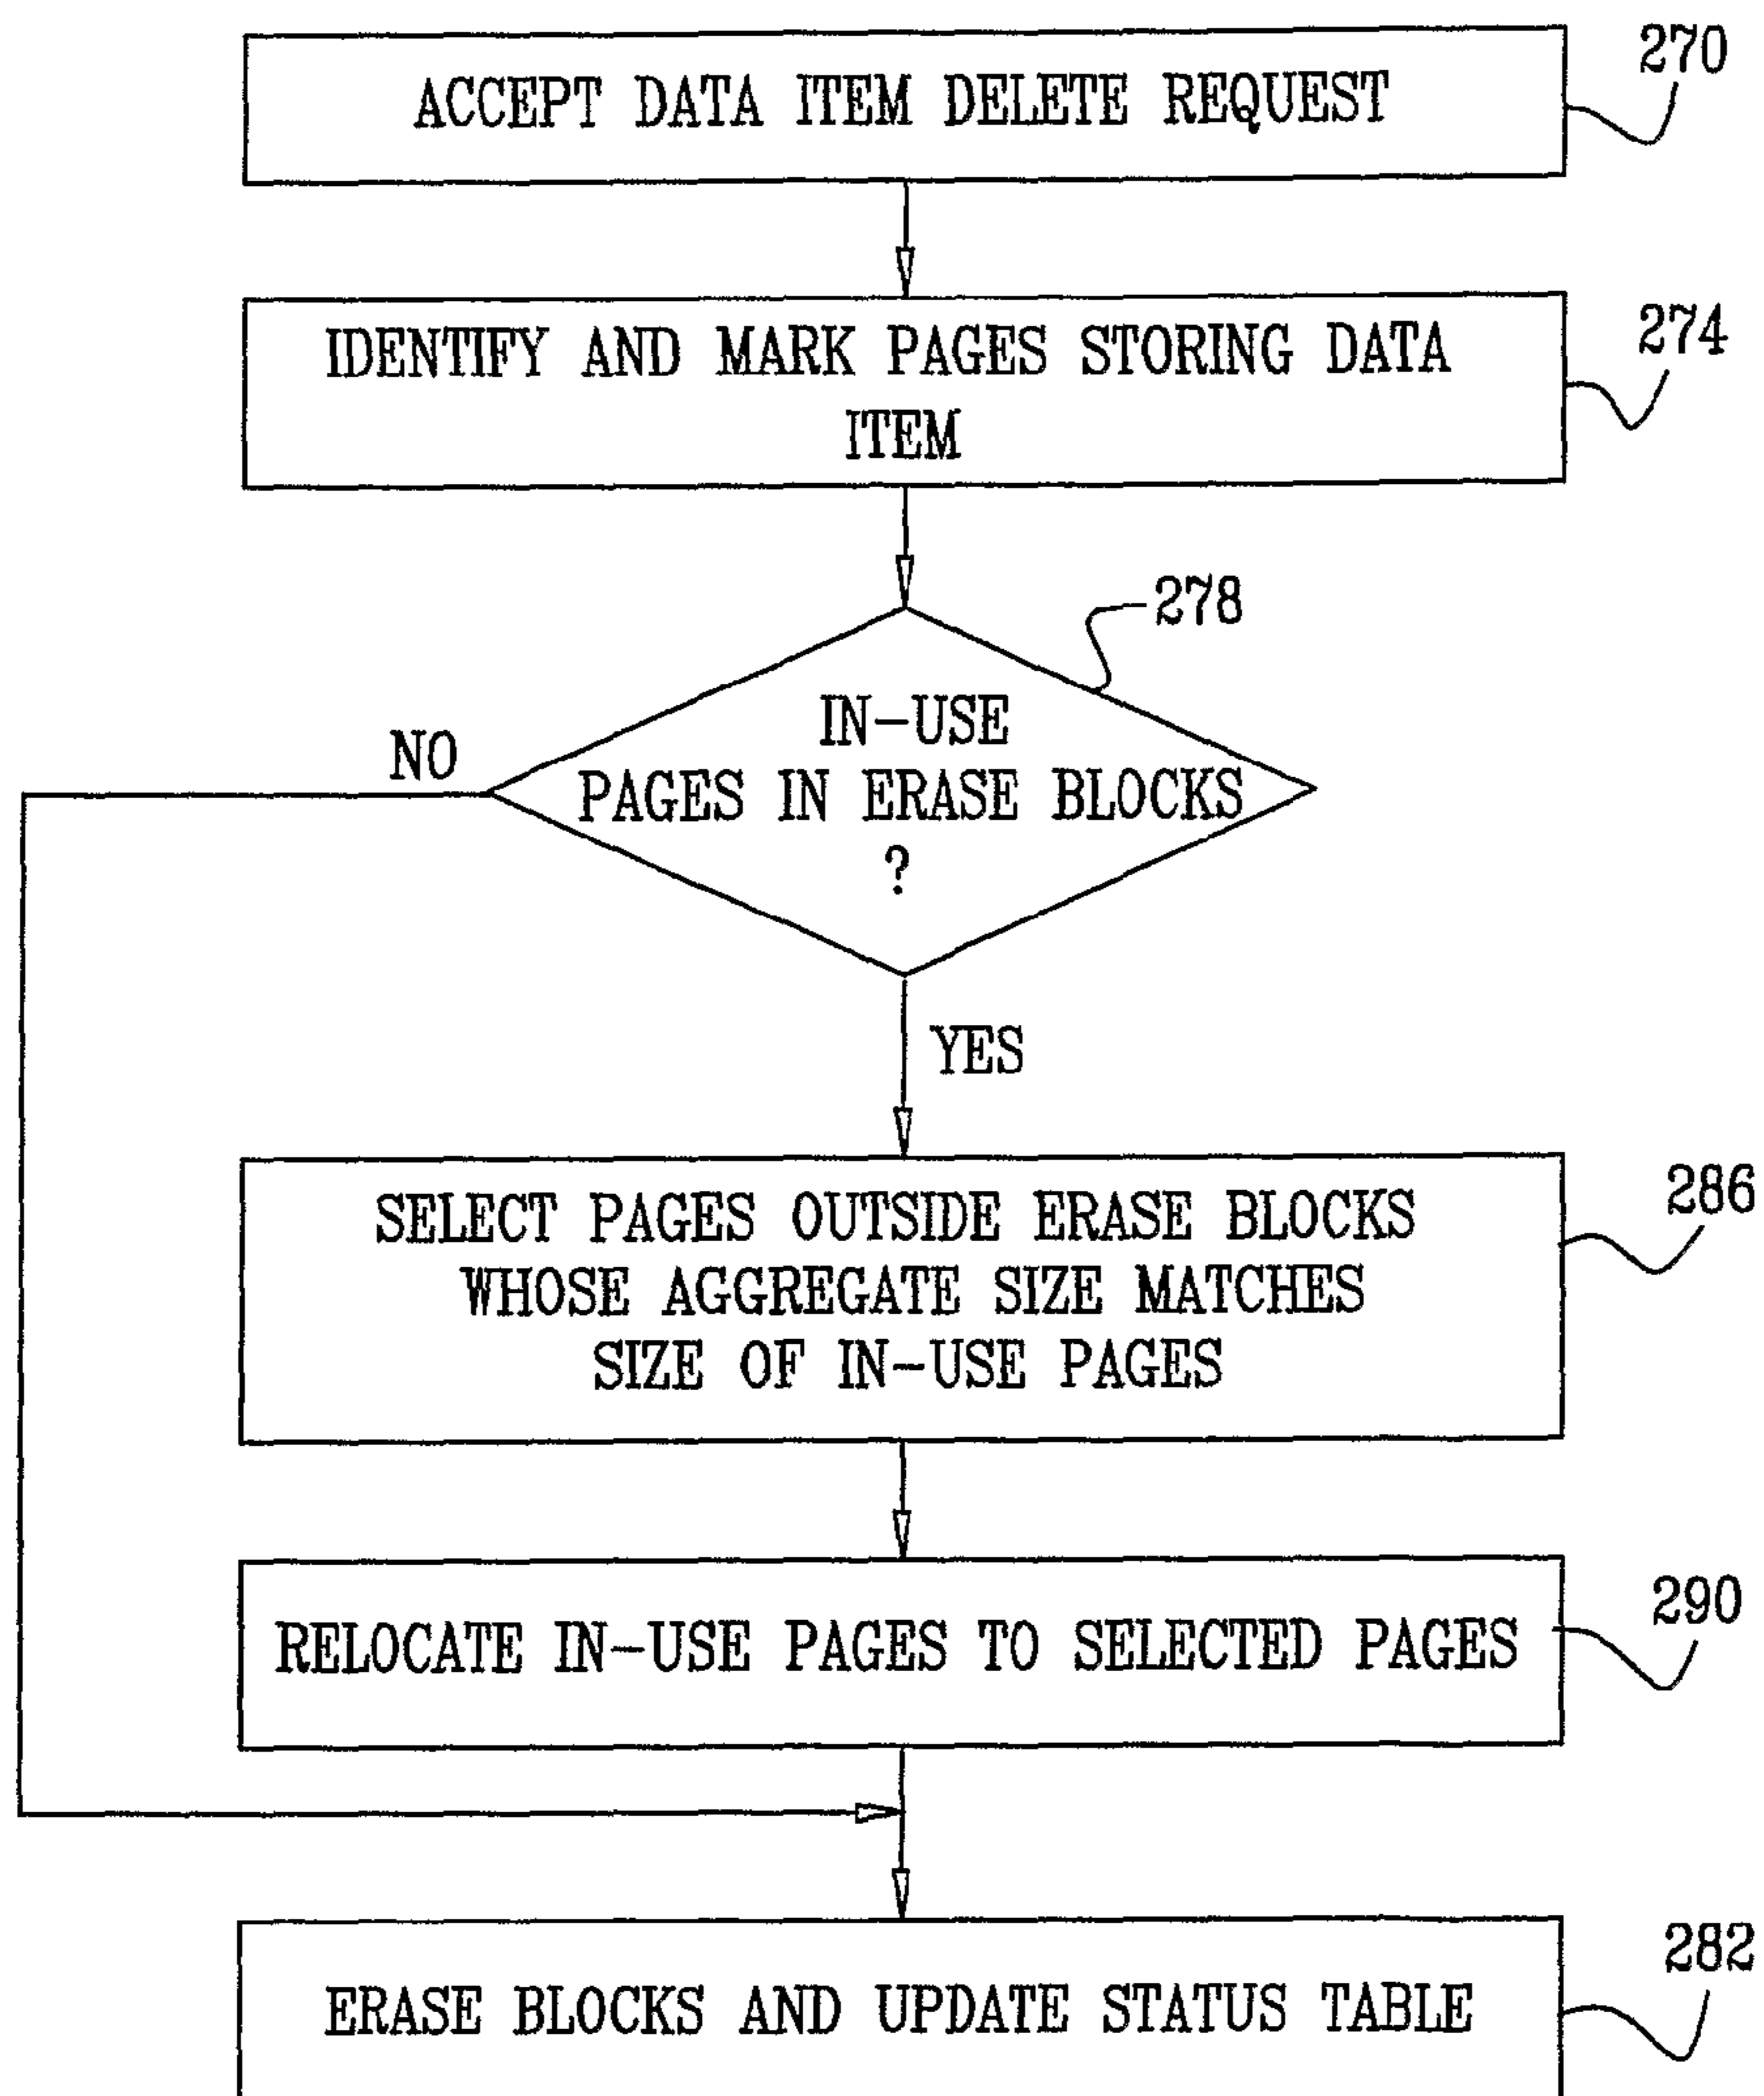 ACCEPT DATA ITEM DELETE REQUEST
270
IDENTIFY AND MARK PAGES STORING DATA
ITEM
274
278
IN-USE
PAGES IN ERASE BLOCKS
?
NO
YES
SELECT PAGES OUTSIDE ERASE BLOCKS
WHOSE AGGREGATE SIZE MATCHES
SIZE OF IN-USE PAGES
286
RELOCATE IN-USE PAGES TO SELECTED PAGES
290
ERASE BLOCKS AND UPDATE STATUS TABLE
282